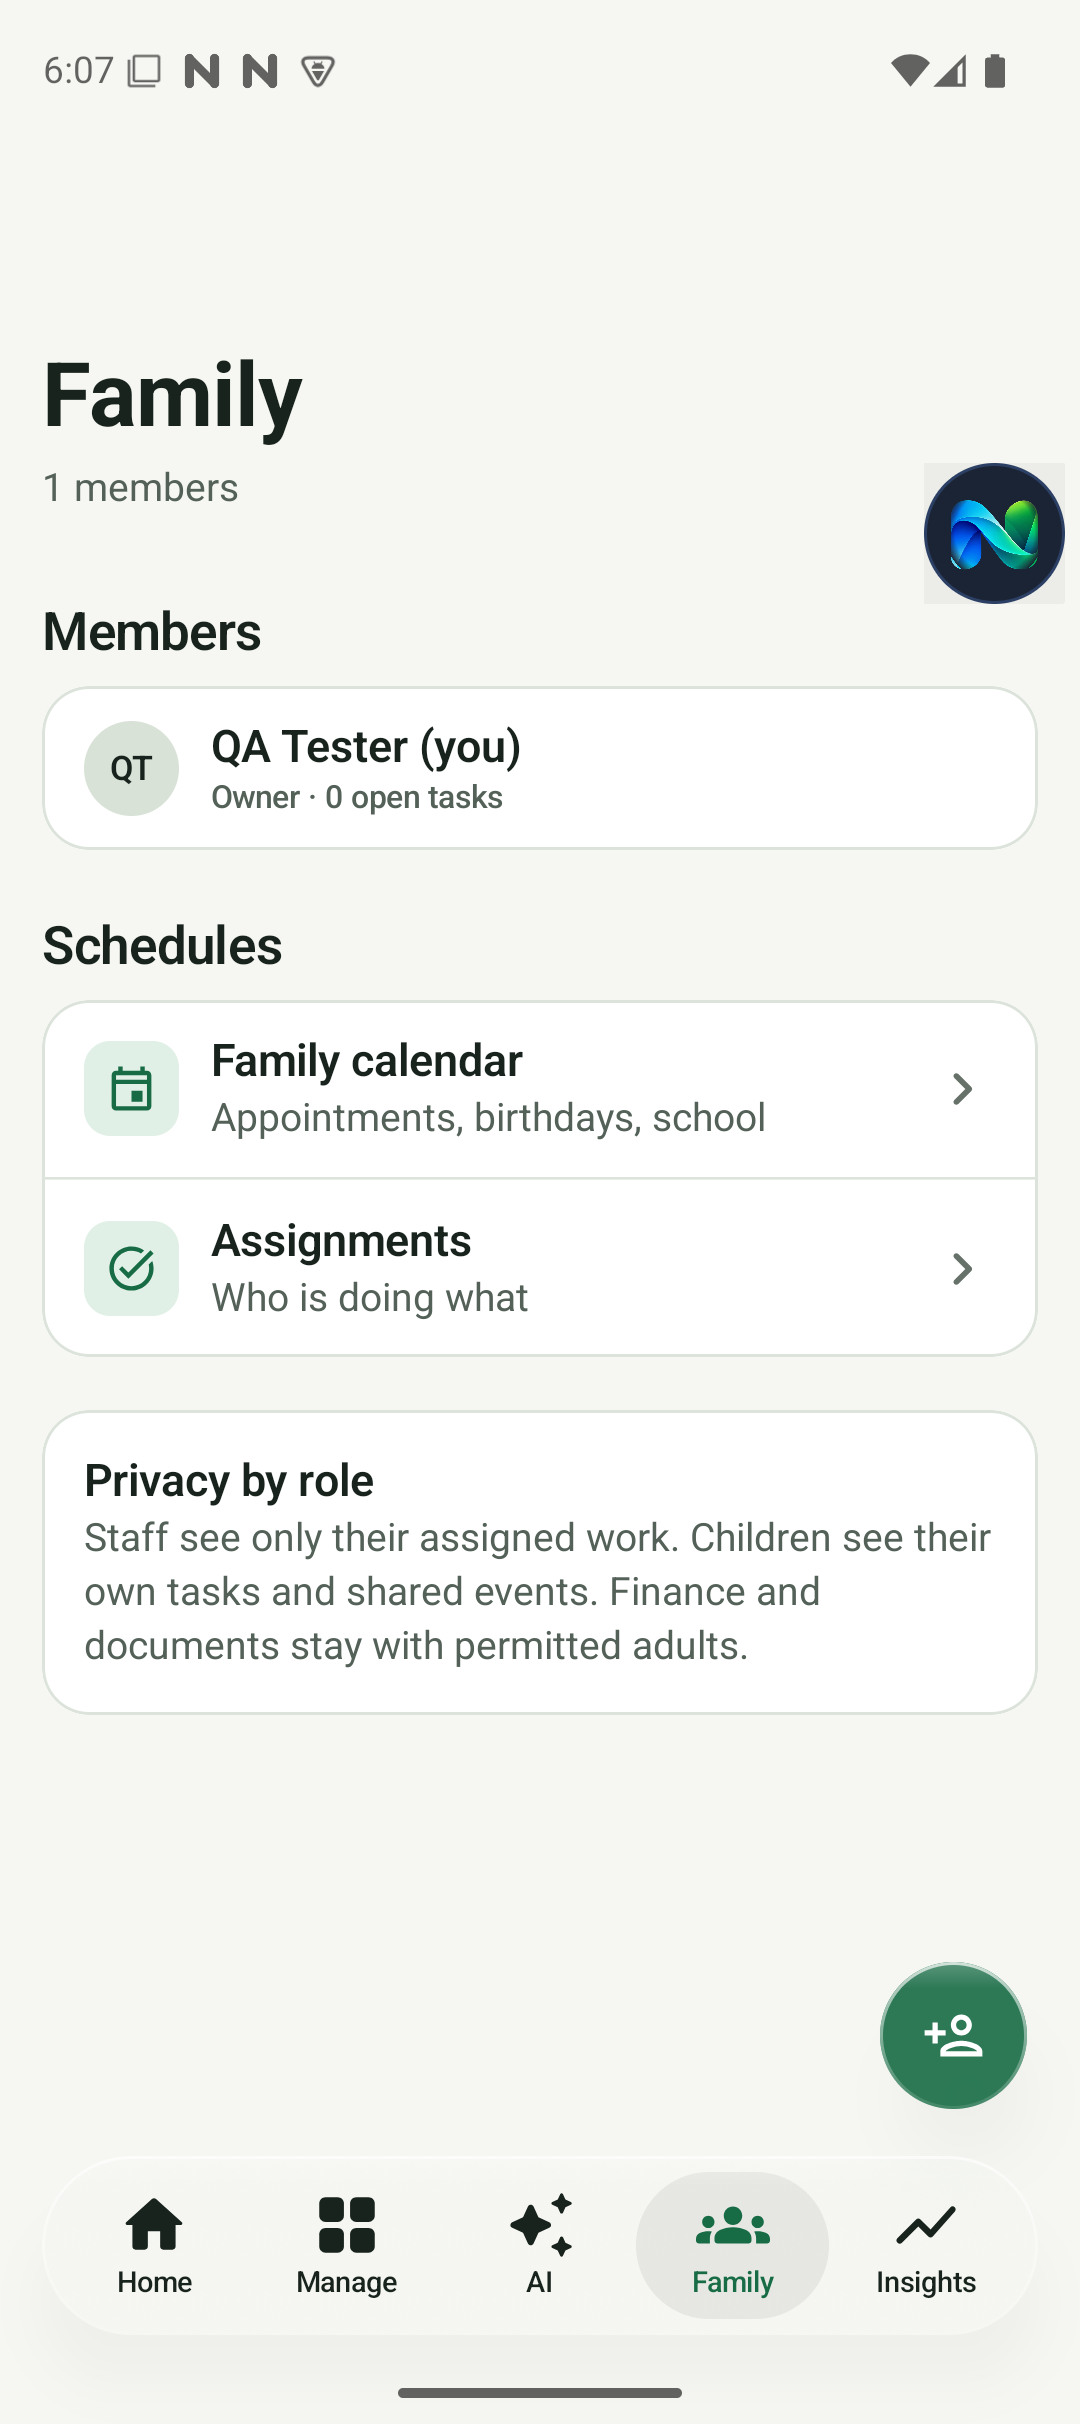 6:07
Family
1 members
Members
QT
QA Tester (you)
Owner · 0 open tasks
Schedules
Family calendar
Appointments, birthdays, school
Assignments
Who is doing what
Privacy by role
Staff see only their assigned work. Children see their
own tasks and shared events. Finance and
documents stay with permitted adults.
Home
Manage
AI
Family
Insights